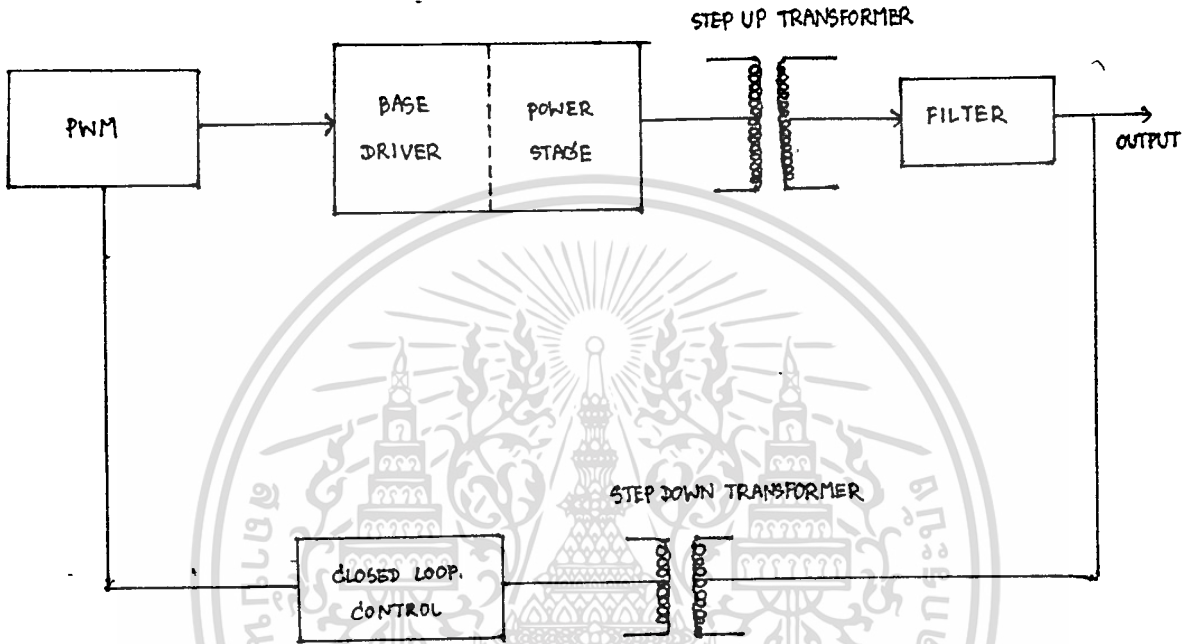 STEP UP TRANSFORMER
PWM
BASE
DRIVER
POWER
STAGE
FILTER
OUTPUT
STEP DOWN TRANSFORMER
CLOSED LOOP.
CONTROL